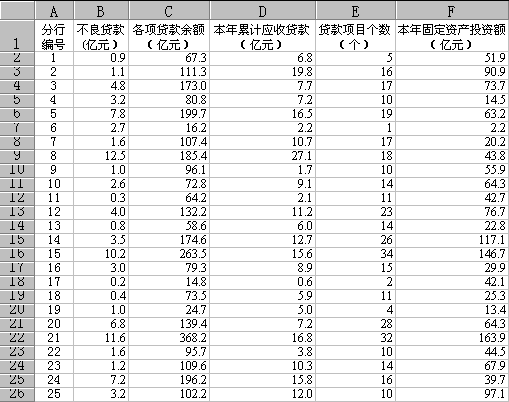 A B C D E F
1 分行编号 不良贷款(亿元) 各项贷款余额(亿元) 本年累计应收贷款(亿元) 贷款项目个数(个) 本年固定资产投资额(亿元)
2 1 0.9 67.3 6.8 5 51.9
3 2 1.1 111.3 19.8 16 90.9
4 3 4.8 173.0 7.7 17 73.7
5 4 3.2 80.8 7.2 10 14.5
6 5 7.8 199.7 16.5 19 63.2
7 6 2.7 16.2 2.2 1 2.2
8 7 1.6 107.4 10.7 17 20.2
9 8 12.5 185.4 27.1 18 43.8
10 9 1.0 96.1 1.7 10 55.9
11 10 2.6 72.8 9.1 14 64.3
12 11 0.3 64.2 2.1 11 42.7
13 12 4.0 132.2 11.2 23 76.7
14 13 0.8 58.6 6.0 14 22.8
15 14 3.5 174.6 12.7 26 117.1
16 15 10.2 263.5 15.6 34 146.7
17 16 3.0 79.3 8.9 15 29.9
18 17 0.2 14.8 0.6 2 42.1
19 18 0.4 73.5 5.9 11 25.3
20 19 1.0 24.7 5.0 4 13.4
21 20 6.8 139.4 7.2 28 64.3
22 21 11.6 368.2 16.8 32 163.9
23 22 1.6 95.7 3.8 10 44.5
24 23 1.2 109.6 10.3 14 67.9
25 24 7.2 196.2 15.8 16 39.7
26 25 3.2 102.2 12.0 10 97.1